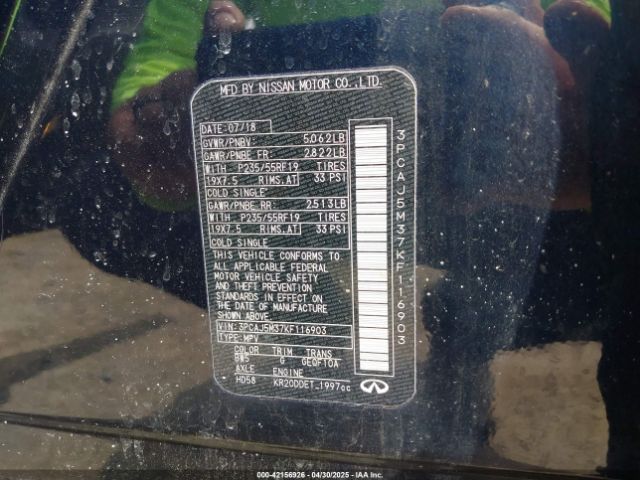 MFD BY NISSAN MOTOR CO.,LTD.
DATE: 07/18
GVWR/PNBV: 5,062LB
GAWR/PNBE FR: 2,822LB
WITH P235/55RF19 TIRES
19X7.5 RIMS,AT 33 PSI
COLD SINGLE
GAWR/PNBE RR: 2513LB
WITH P235/55RF19 TIRES
19X7.5 RIMS,AT 33 PSI
COLD SINGLE
THIS VEHICLE CONFORMS TO
ALL APPLICABLE FEDERAL
MOTOR VEHICLE SAFETY
AND THEFT PREVENTION
STANDARDS IN EFFECT ON
THE DATE OF MANUFACTURE
SHOWN ABOVE.
VIN: 3PCAJ5M37KF116903
TYPE: MPV
COLOR TRIM TRANS
RW5 G GEQF10A
AXLE ENGINE
HD58 KR20DDET 1997cc
3PCAJ5M37KF116903
000-42156926 - 04/30/2025 - IAA Inc.